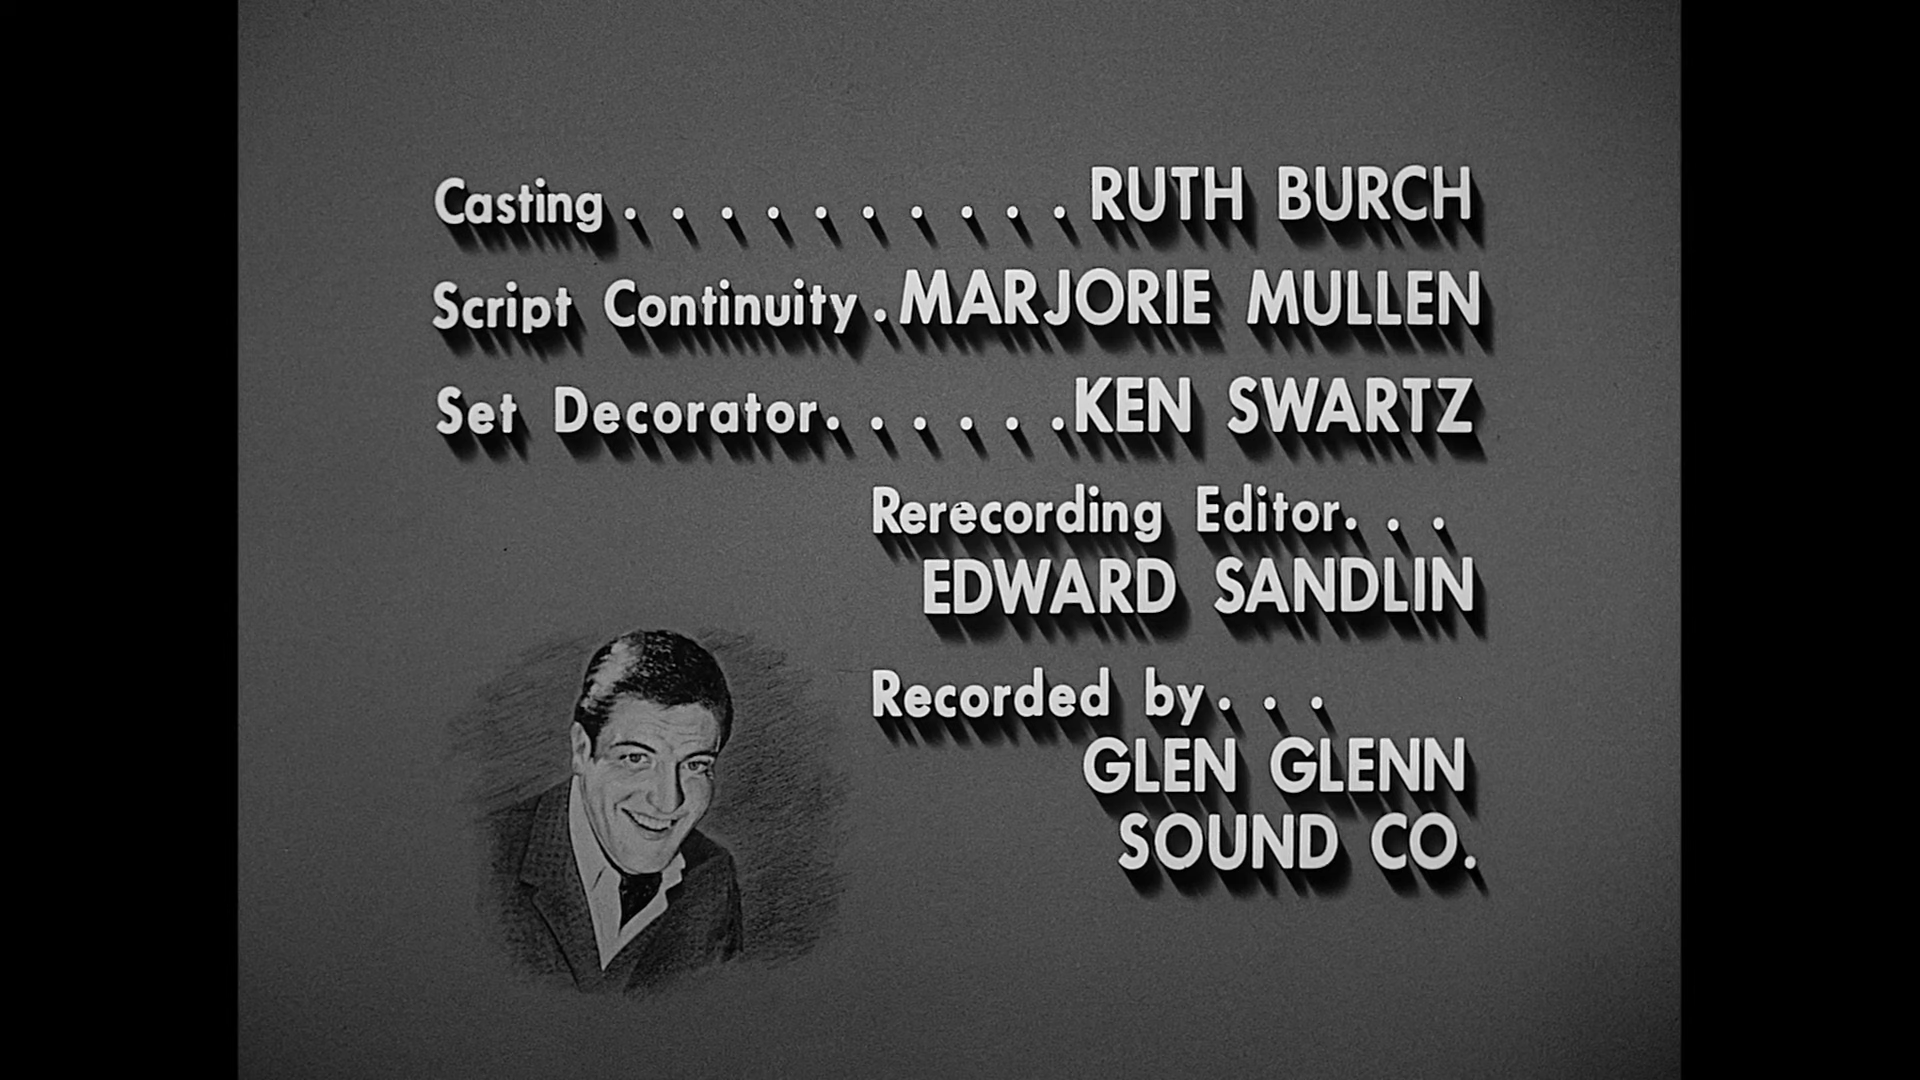 Casting . . . . . . . . . . RUTH BURCH
Script Continuity . MARJORIE MULLEN
Set Decorator. . . . . . KEN SWARTZ
Rerecording Editor. . .
EDWARD SANDLIN
Recorded by. . .
GLEN GLENN
SOUND CO.